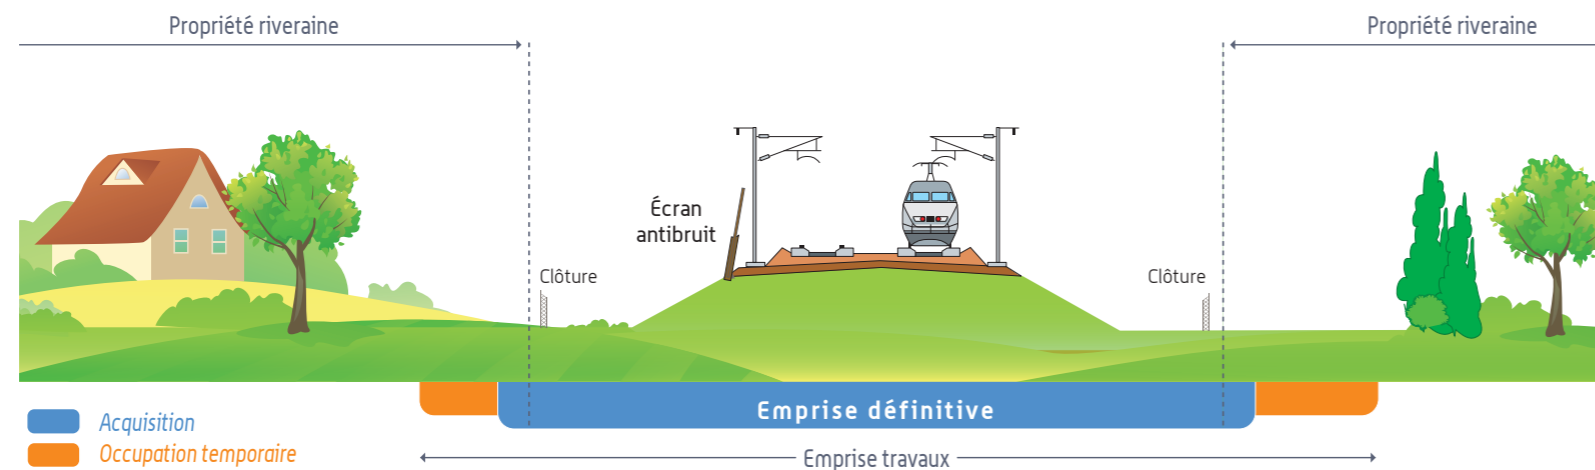 Propriété riveraine
Propriété riveraine
Écran
antibruit
Clôture
Clôture
Emprise définitive
Acquisition
Occupation temporaire
Emprise travaux